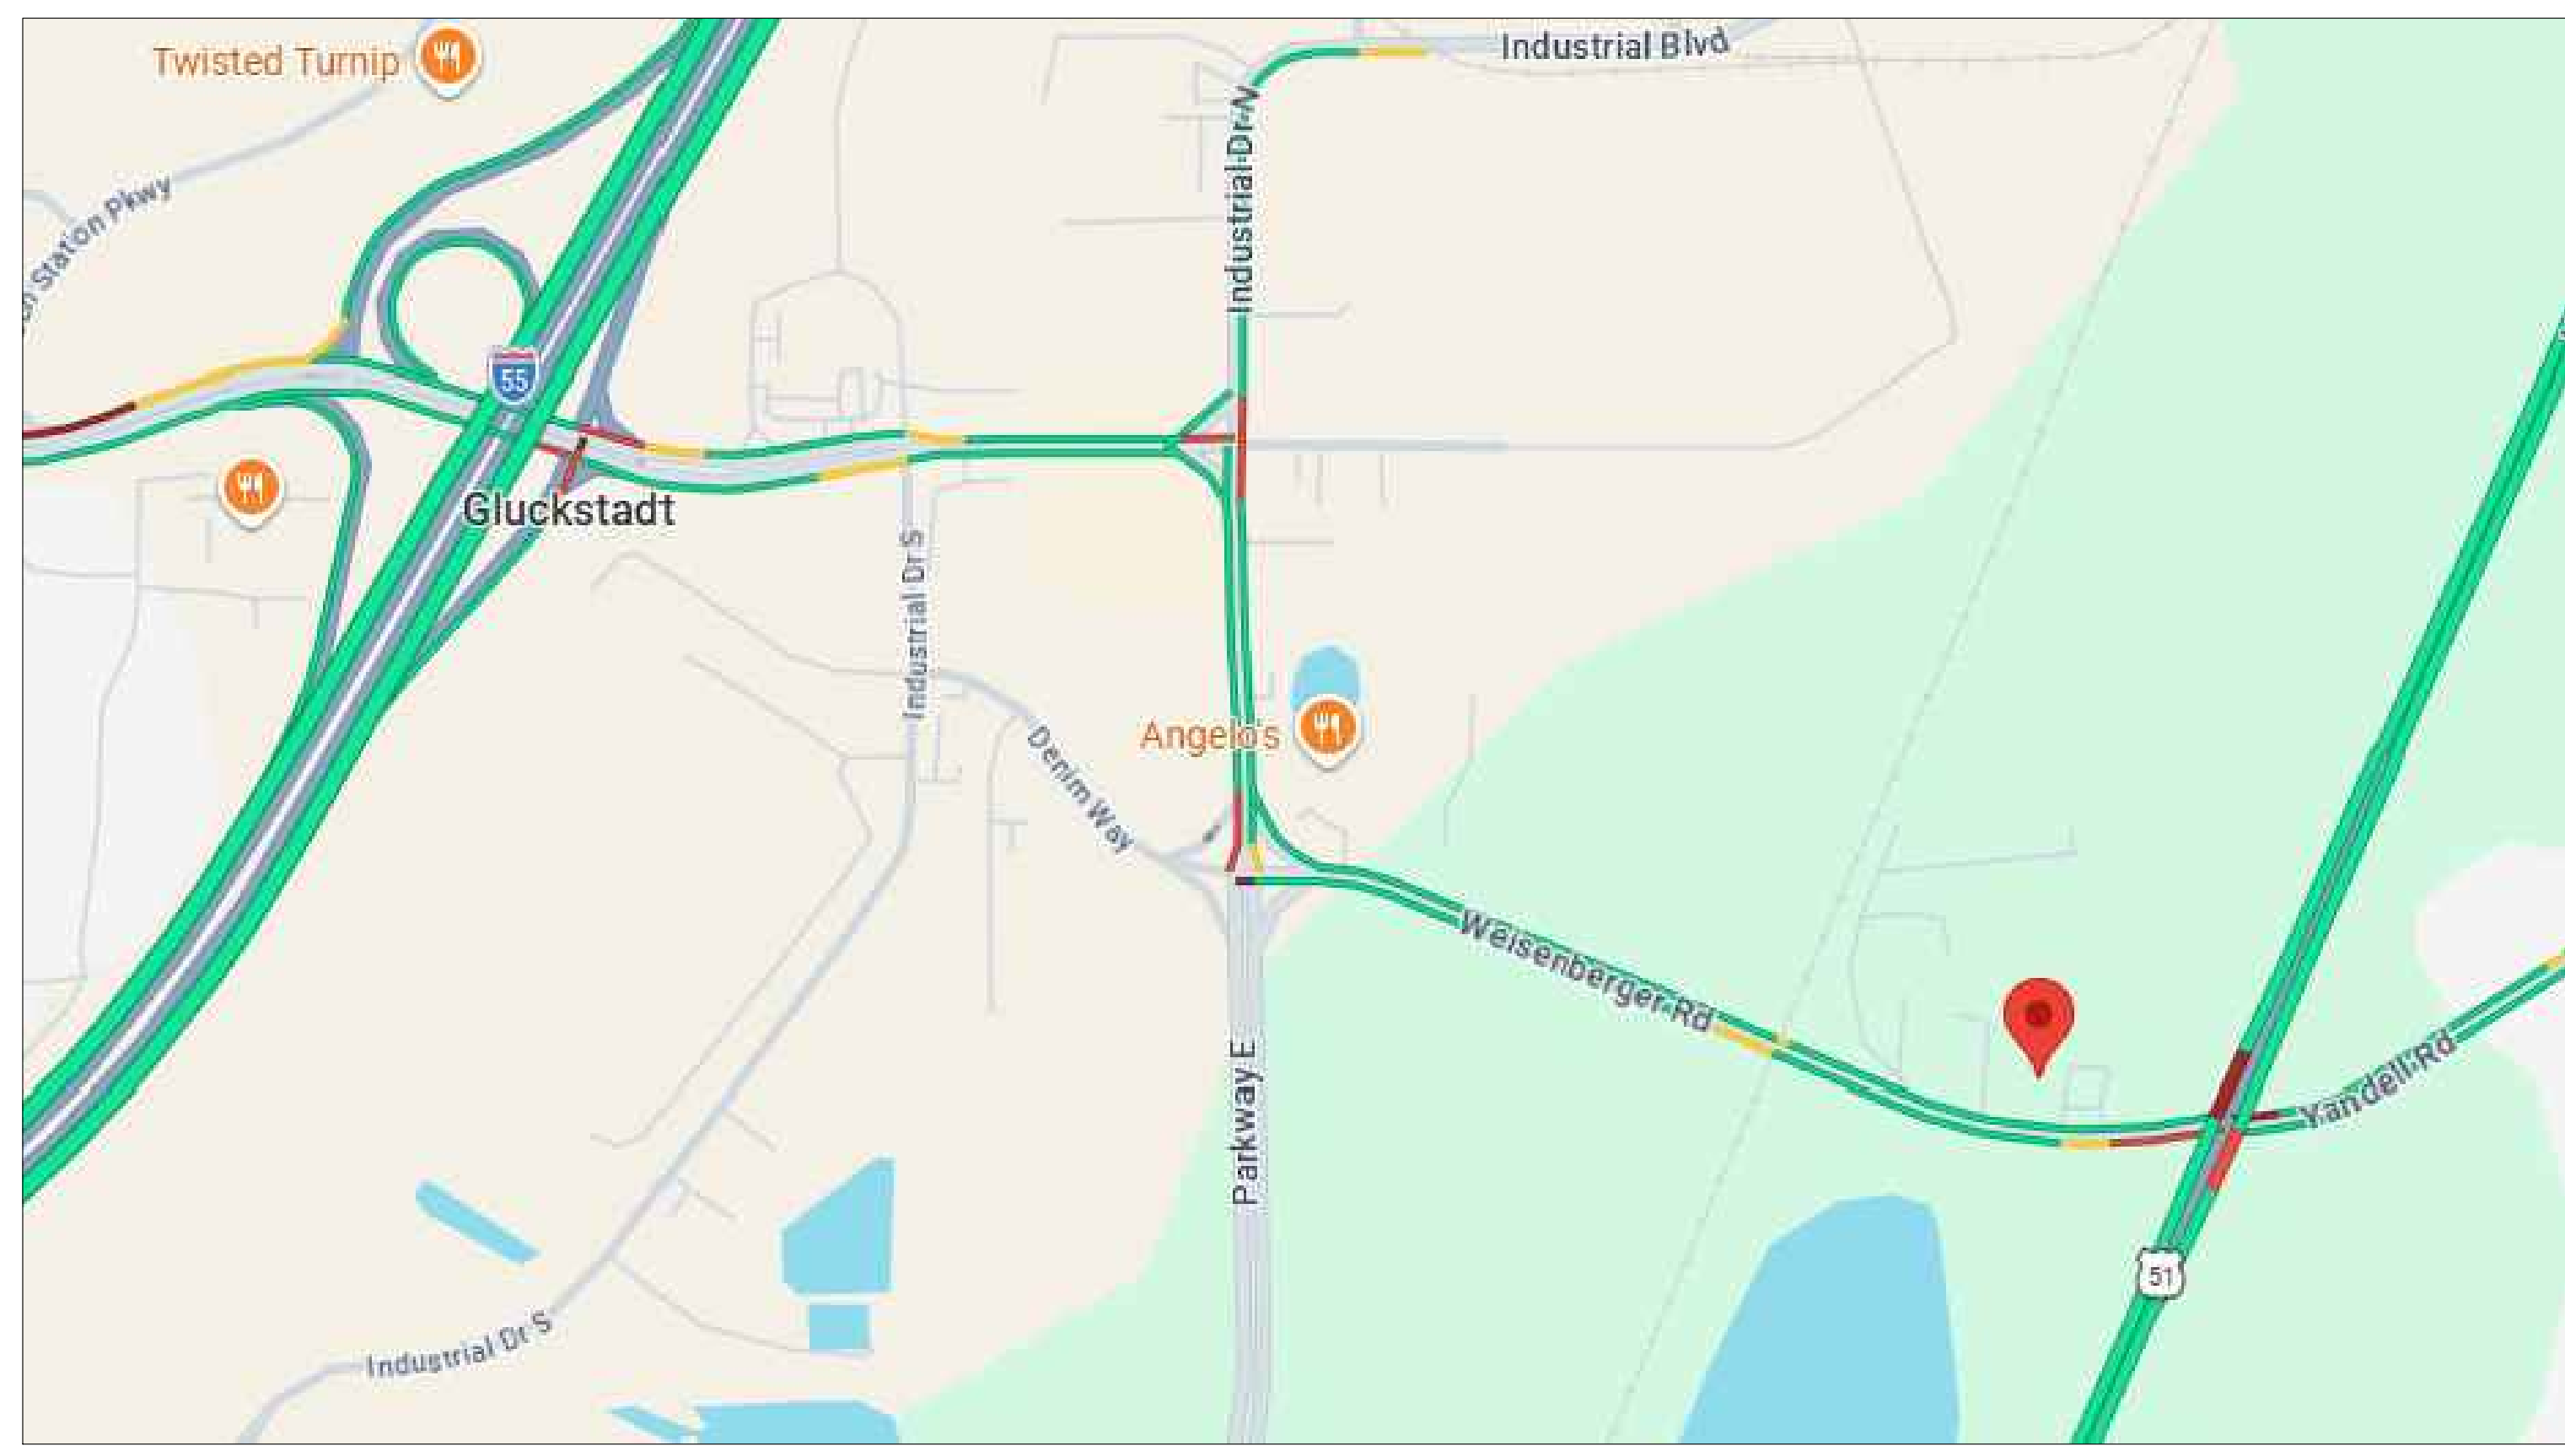 Twisted Turnip
Industrial Blvd
Industrial Dr N
Staton Pkwy
55
Gluckstadt
Industrial Dr S
Angelo's
Denim Way
Weisenberger Rd
Parkway E
Yandell Rd
51
Industrial Dr S